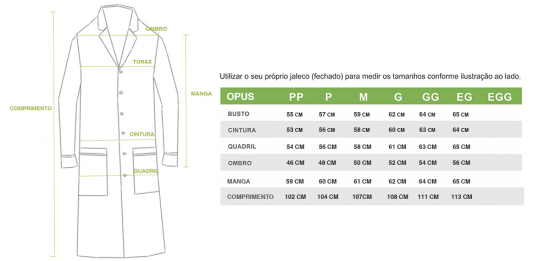 OMBRO
TÓRAX
MANGA
COMPRIMENTO
CINTURA
QUADRIL
Utilizar o seu próprio jaleco (fechado) para medir os tamanhos conforme ilustração ao lado.
OPUS PP P M G GG EG EGG
BUSTO 55 CM 57 CM 59 CM 62 CM 64 CM 65 CM
CINTURA 53 CM 56 CM 58 CM 60 CM 63 CM 64 CM
QUADRIL 54 CM 56 CM 58 CM 61 CM 63 CM 65 CM
OMBRO 46 CM 48 CM 50 CM 52 CM 54 CM 56 CM
MANGA 59 CM 60 CM 61 CM 62 CM 64 CM 65 CM
COMPRIMENTO 102 CM 104 CM 107CM 108 CM 111 CM 113 CM